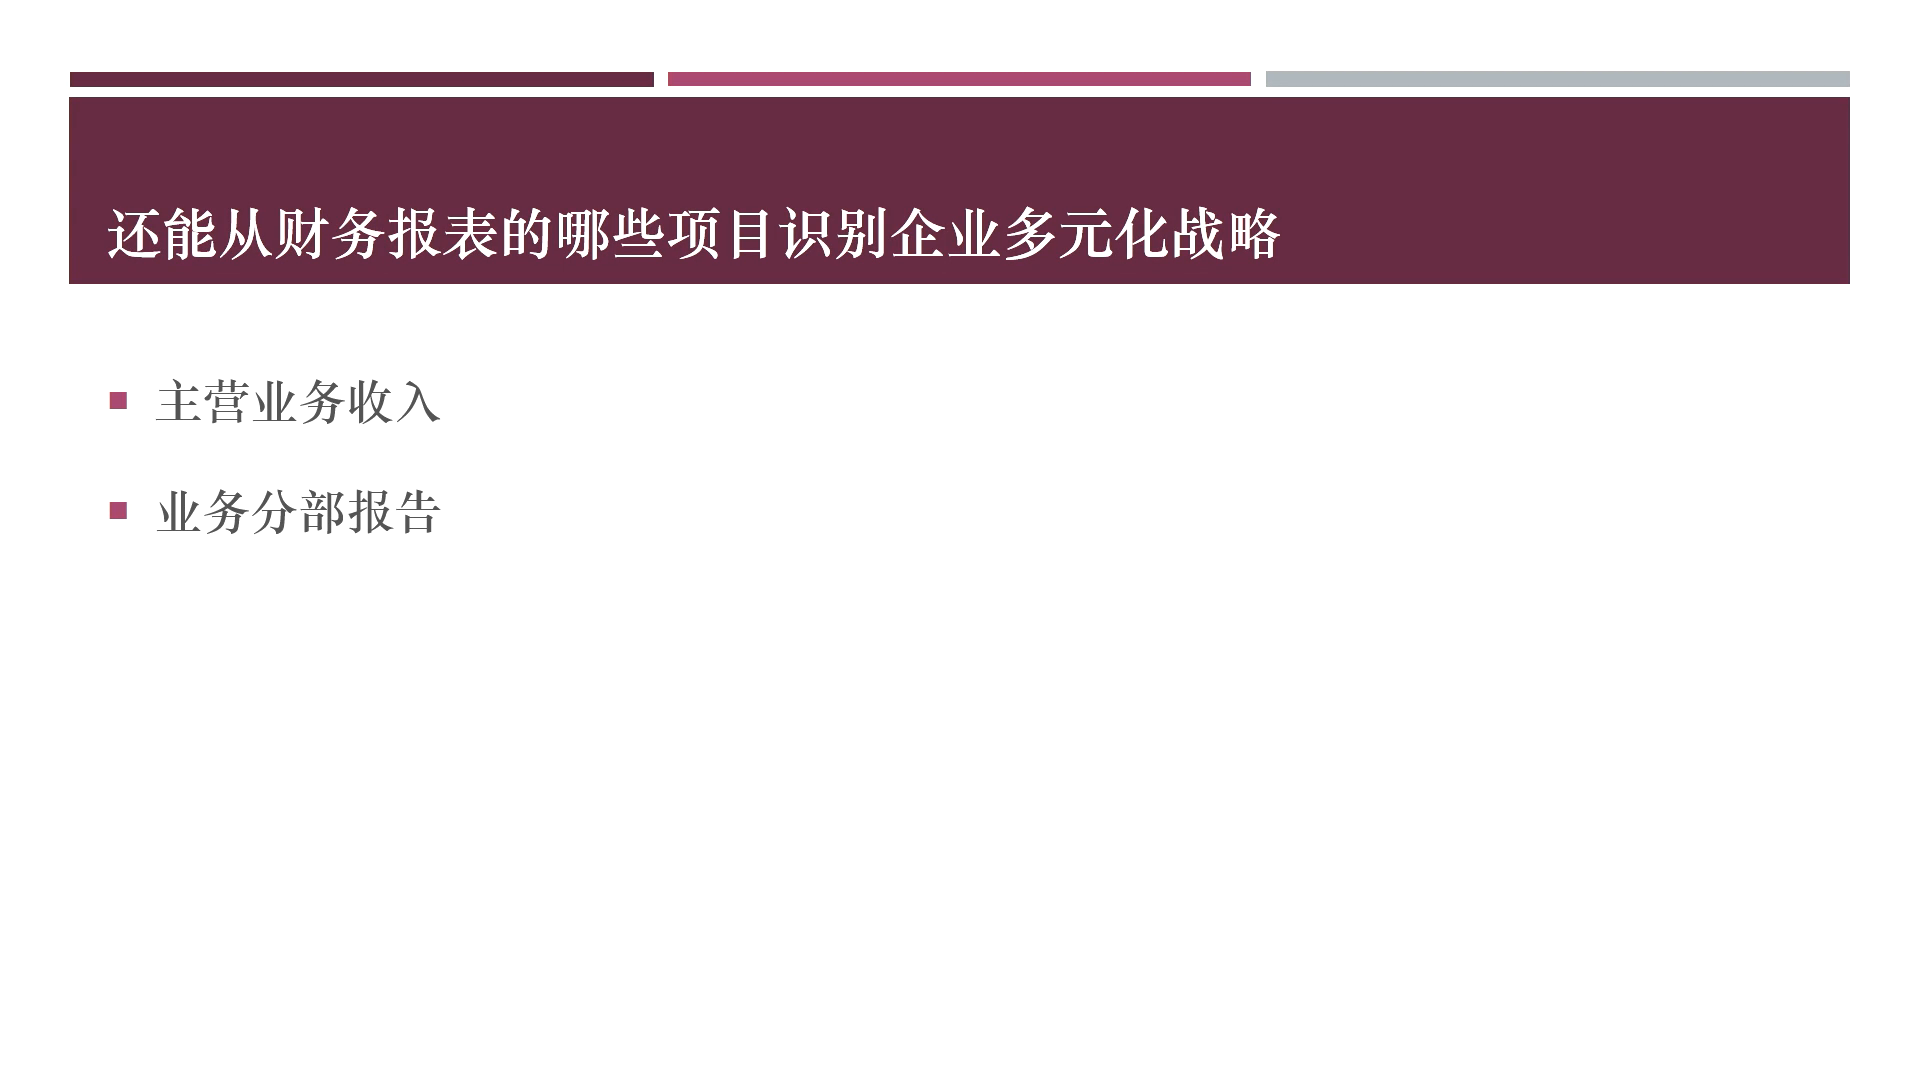 还能从财务报表的哪些项目识别企业多元化战略
主营业务收入
业务分部报告